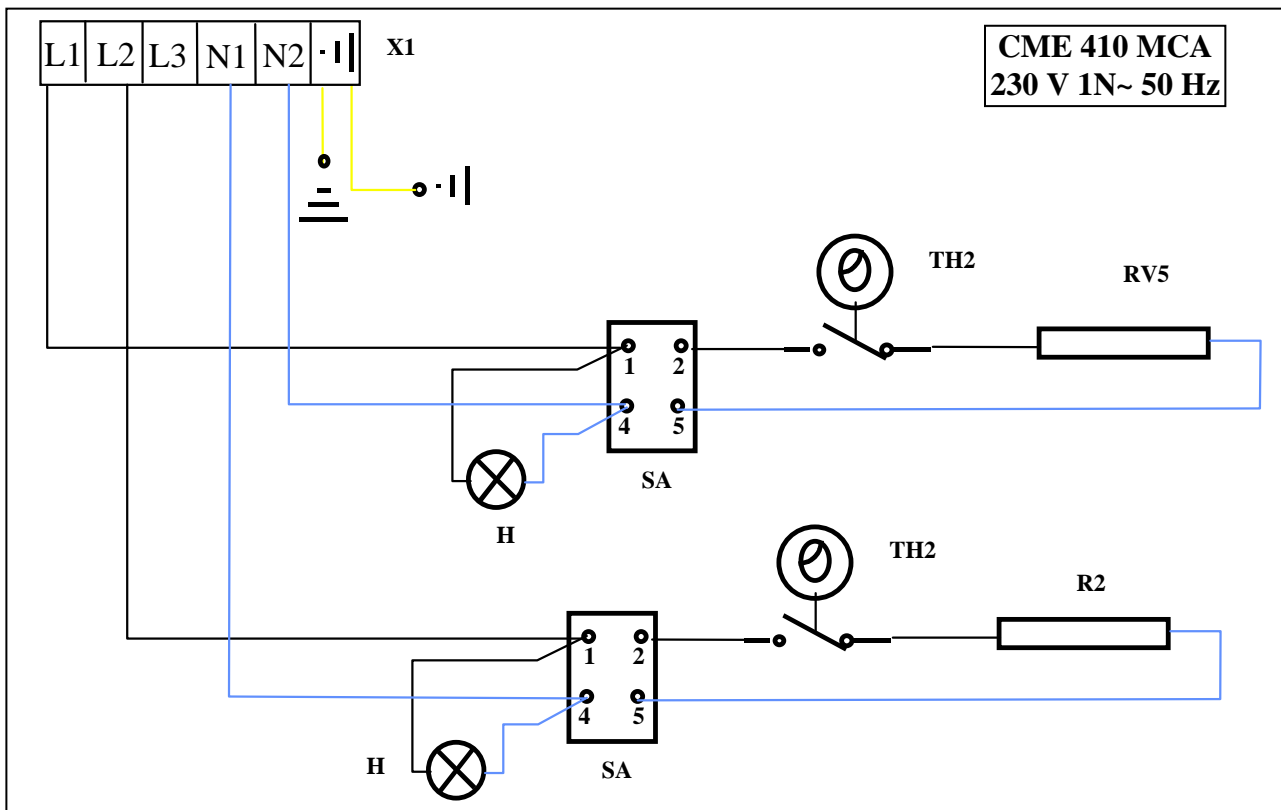 L1 L2 L3 N1 N2 X1
CME 410 MCA
230 V 1N~ 50 Hz
TH2
RV5
1 2
4 5
SA
H
TH2
R2
1 2
4 5
H
SA